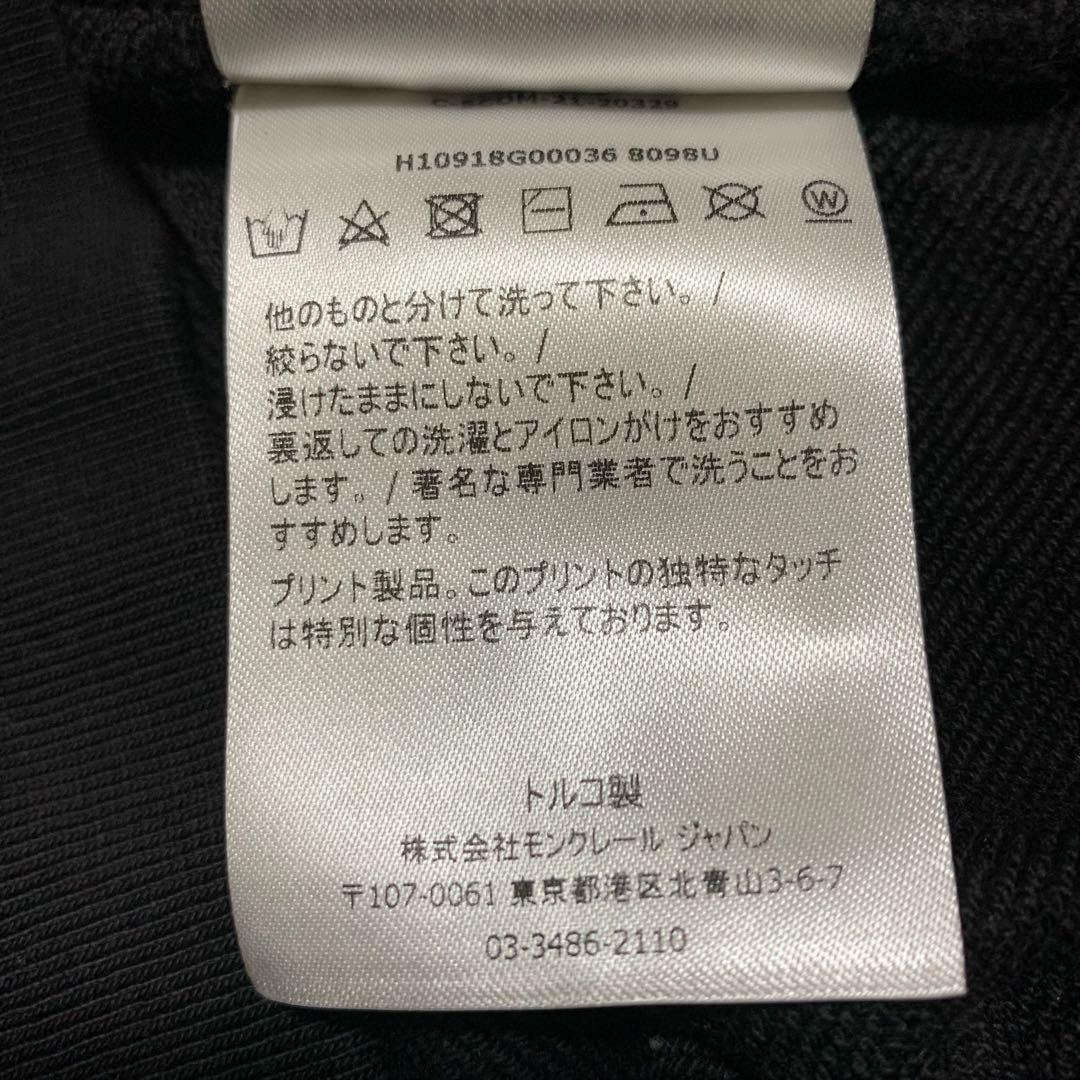 H10918G00036 8098U
W
他のものと分けて洗って下さい。/
絞らないで下さい。/
浸けたままにしないで下さい。/
裏返しての洗濯とアイロンがけをおすすめ
します。/ 著名な専門業者で洗うことをお
すすめします。
プリント製品。このプリントの独特なタッチ
は特別な個性を与えております。
トルコ製
株式会社モンクレール ジャパン
〒107-0061 東京都港区北青山3-6-7
03-3486-2110